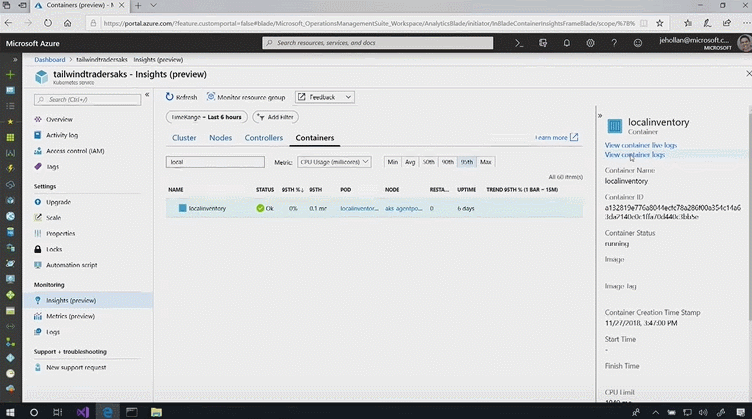 Containers (preview) - M
https://portal.azure.com/?feature.customportal=false#blade/Microsoft_OperationsManagementSuite_Workspace/AnalyticsBlade/initiator/InBladeContainerInsightsFrameBlade/scope/%7B
Microsoft Azure
Search resources, services, and docs
jehollan@microsoft.c...
MICROSOFT
Dashboard > tailwindtradersaks - Insights (preview)
tailwindtradersaks - Insights (preview)
Kubernetes service
Search (Ctrl+/)
Overview
Activity log
Access control (IAM)
Tags
Settings
Upgrade
Scale
Properties
Locks
Automation script
Monitoring
Insights (preview)
Metrics (preview)
Logs
Support + troubleshooting
New support request
Refresh
Monitor resource group
Feedback
TimeRange = Last 6 hours
Add Filter
Cluster
Nodes
Controllers
Containers
Learn more
local
Metric:
CPU Usage (millicores)
Min
Avg
50th
90th
95th
Max
All 60 item(s)
NAME
STATUS
95TH %
95TH
POD
NODE
RESTA...
UPTIME
TREND 95TH % (1 BAR = 15M)
localinventory
Ok
0%
0.1 mc
localinventor...
aks-agentpo...
0
6 days
localinventory
Container
View container live logs
View container logs
Container Name
localinventory
Container ID
Container Status
running
Image
Image Tag
Container Creation Time Stamp
11/27/2018, 3:47:00 PM
Start Time
-
Finish Time
CPU Limit